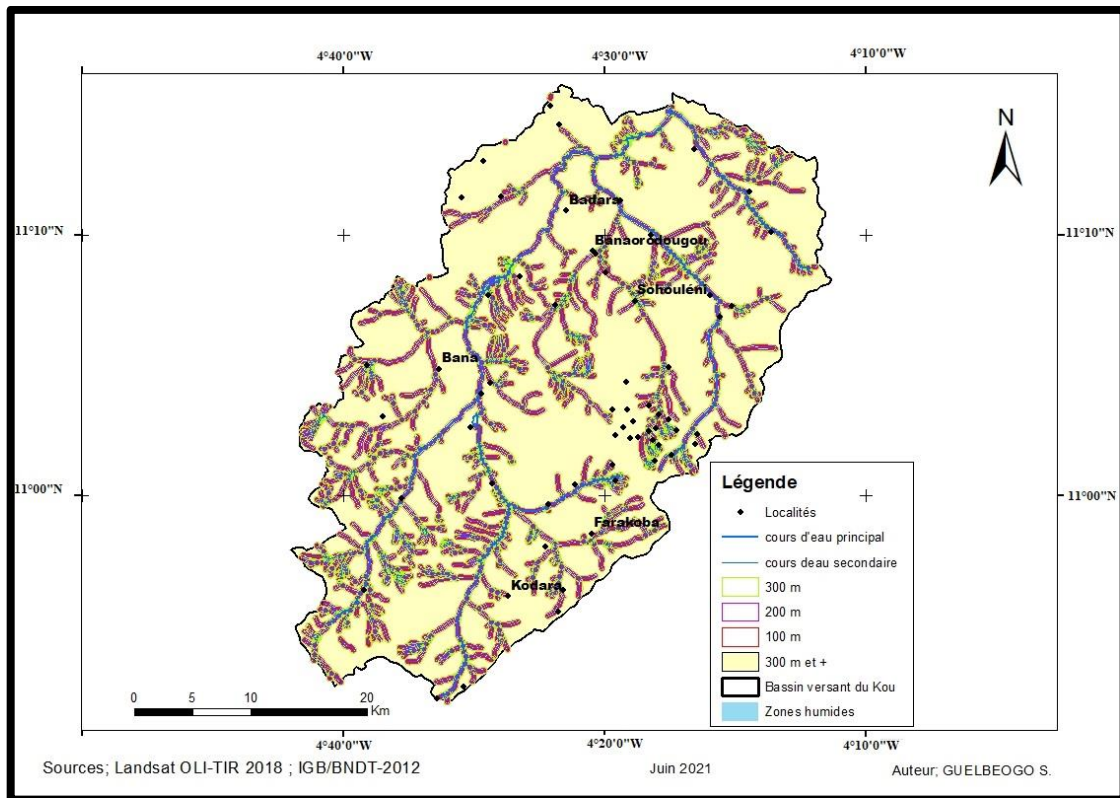 4°40'0"W 4°30'0"W 4°10'0"W
N
Badara
11°10"N 11°10"N
Banaorodougou
Sohouléni
Bana
11°00"N 11°00"N
Farakoba
Kodara
Légende
Localités
cours d'eau principal
cours deau secondaire
300 m
200 m
100 m
300 m et +
Bassin versant du Kou
Zones humides
0 5 10 20
Km
4°40'0"W 4°20'0"W 4°10'0"W
Sources; Landsat OLI-TIR 2018 ; IGB/BNDT-2012 Juin 2021 Auteur; GUELBEOGO S.